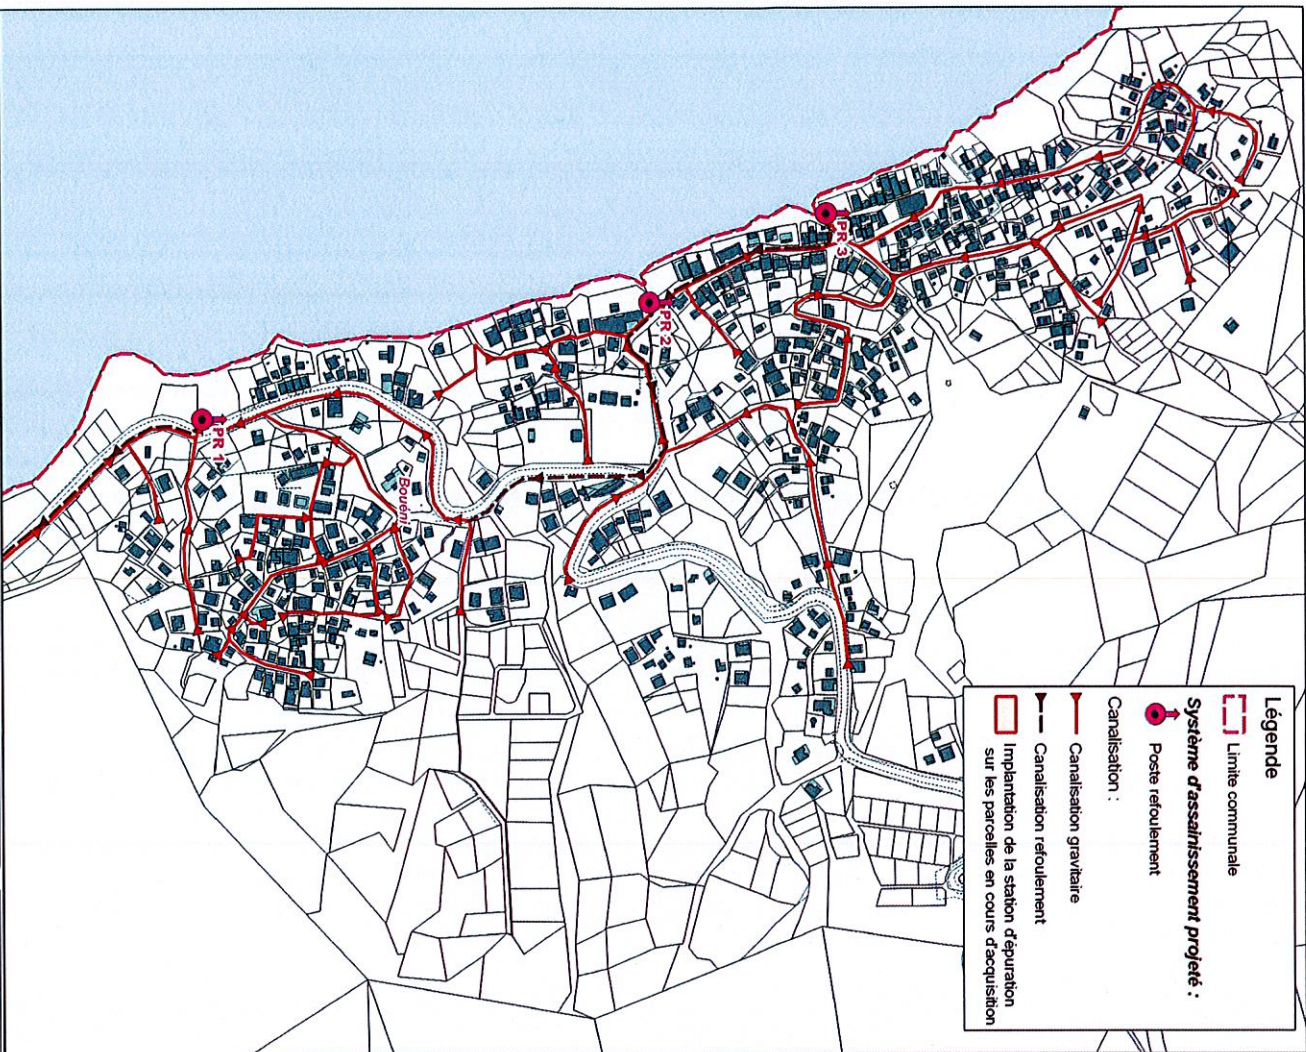 Légende
Limite communale
Système d'assainissement projeté :
Poste refoulement
Canalisation :
Canalisation gravitaire
Canalisation refoulement
Implantation de la station d'épuration
sur les parcelles en cours d'acquisition
PR 3
PR 2
PR 1
Bouéni